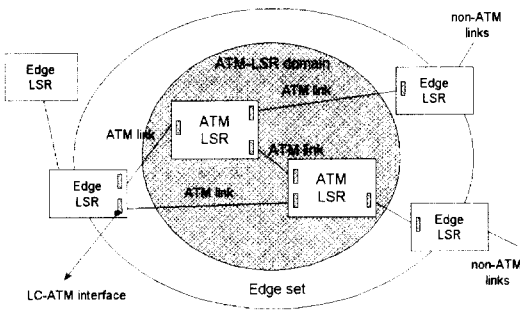 non-ATM
links
Edge
LSR
ATM-LSR domain
ATM link
Edge
LSR
ATM
LSR
ATM link
ATM link
ATM
LSR
Edge
LSR
ATM link
Edge
LSR
LC-ATM interface
Edge set
non-ATM
links